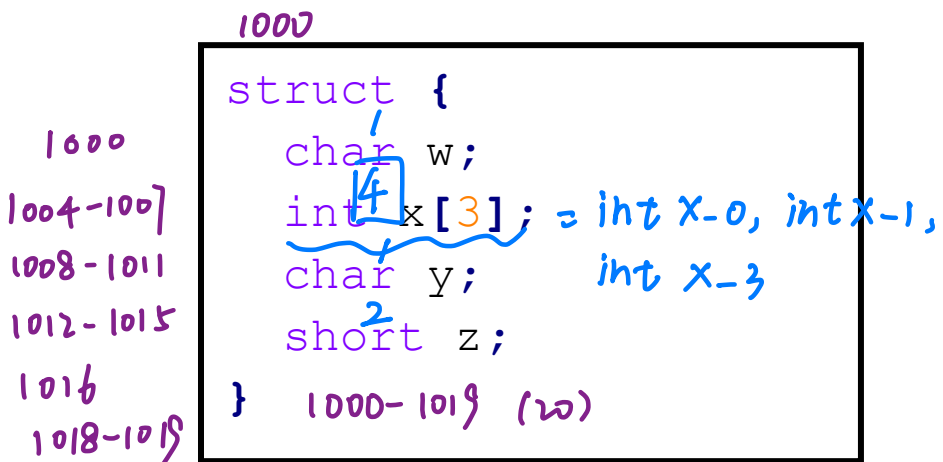 1000
struct {
1
1000
char w;
4
1004-1007
int x[3]; = int x_0, int x_1,
1008-1011
1
char y;
int x_3
1012-1015
2
short z;
1016
} 1000-1019 (20)
1018-1019